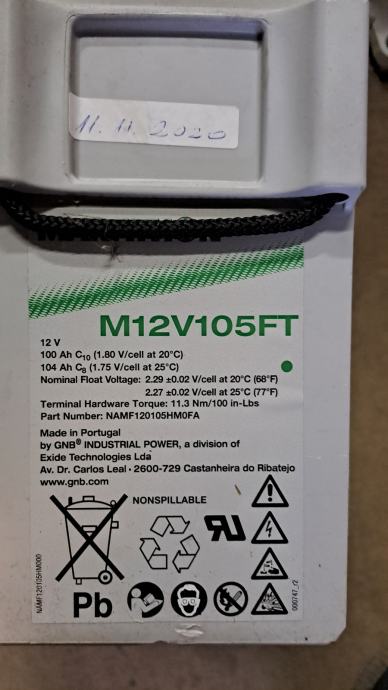 11.11.2020
M12V105FT
12 V
100 Ah C10 (1.80 V/cell at 20°C)
104 Ah C8 (1.75 V/cell at 25°C)
Nominal Float Voltage: 2.29 ±0.02 V/cell at 20°C (68°F)
2.27 ±0.02 V/cell at 25°C (77°F)
Terminal Hardware Torque: 11.3 Nm/100 in-Lbs
Part Number: NAMF120105HM0FA
Made in Portugal
by GNB® INDUSTRIAL POWER, a division of
Exide Technologies Lda
Av. Dr. Carlos Leal · 2600-729 Castanheira do Ribatejo
www.gnb.com
NONSPILLABLE
Pb
NAMF120105HM000
000747_r2